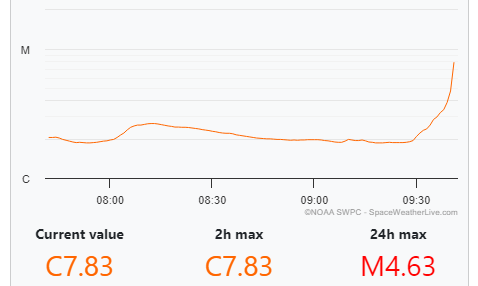 M
C
08:00 08:30 09:00 09:30
©NOAA SWPC - SpaceWeatherLive.com
Current value 2h max 24h max
C7.83 C7.83 M4.63